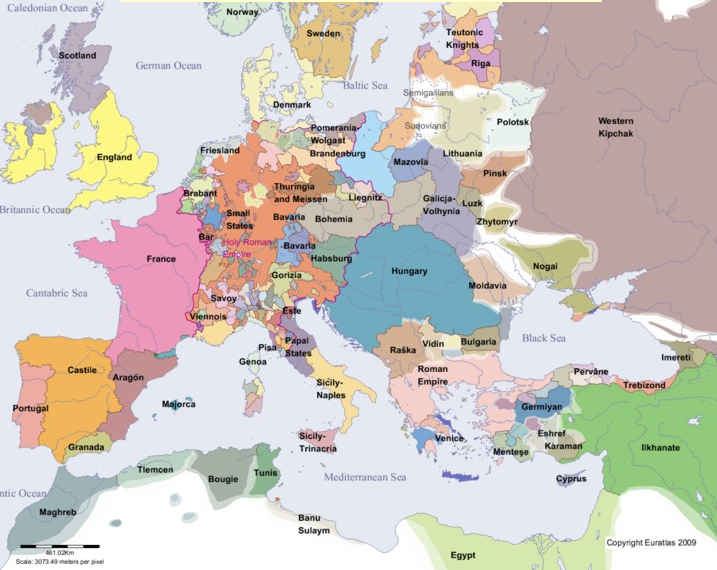 Caledonian Ocean
Norway
Sweden
Teutonic
Knights
Scotland
Riga
German Ocean
Baltic Sea
Semigallians
Denmark
Western
Kipchak
Pomerania
Sudovians
Polotsk
Wolgast
England
Friesland
Brandenburg
Mazovia
Lithuania
Pinsk
Brabant
Thuringia
and Meissen
Liegnitz
Galicja-
Volhynia
Luzk
Britannic Ocean
Small
States
Bavaria
Bohemia
Zhytomyr
Bar
Holy Roman
Empire
Bavaria
France
Habsburg
Hungary
Nogai
Gorizia
Moldavia
Cantabric Sea
Savoy
Este
Viennois
Black Sea
Papal
States
Pisa
Raška
Vidin
Bulgaria
Imereti
Genoa
Castile
Aragón
Roman
Empire
Pervâne
Trebizond
Sicily-
Naples
Majorca
Portugal
Germiyan
Eshref
Sicily-
Trinacria
Venice
Karaman
Ilkhanate
Granada
Menteşe
Tlemcen
Tunis
Bougie
Mediterranean Sea
Cyprus
ntic Ocean
Maghreb
Banu
Sulaym
461.02Km
Scale: 3073.49 meters per pixel
Egypt
Copyright Euratlas 2009